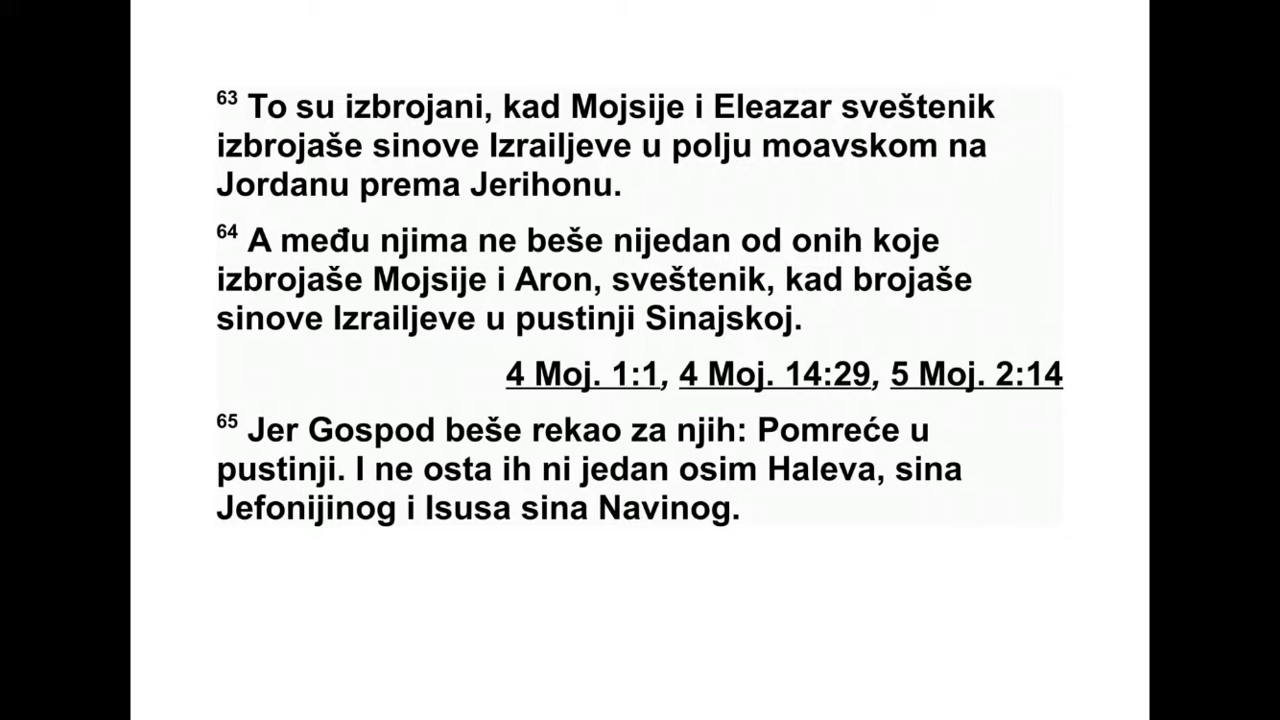 63 To su izbrojani, kad Mojsije i Eleazar sveštenik
izbrojaše sinove Izrailjeve u polju moavskom na
Jordanu prema Jerihonu.
64 A među njima ne beše nijedan od onih koje
izbrojaše Mojsije i Aron, sveštenik, kad brojaše
sinove Izrailjeve u pustinji Sinajskoj.
4 Moj. 1:1, 4 Moj. 14:29, 5 Moj. 2:14
65 Jer Gospod beše rekao za njih: Pomreće u
pustinji. I ne osta ih ni jedan osim Haleva, sina
Jefonijinog i Isusa sina Navinog.